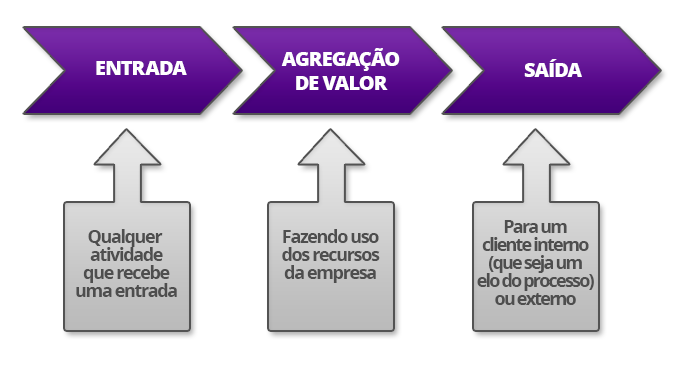 ENTRADA
AGREGAÇÃO
DE VALOR
SAÍDA
Qualquer
atividade
que recebe
uma entrada
Fazendo uso
dos recursos
da empresa
Para um
cliente interno
(que seja um
elo do processo)
ou externo